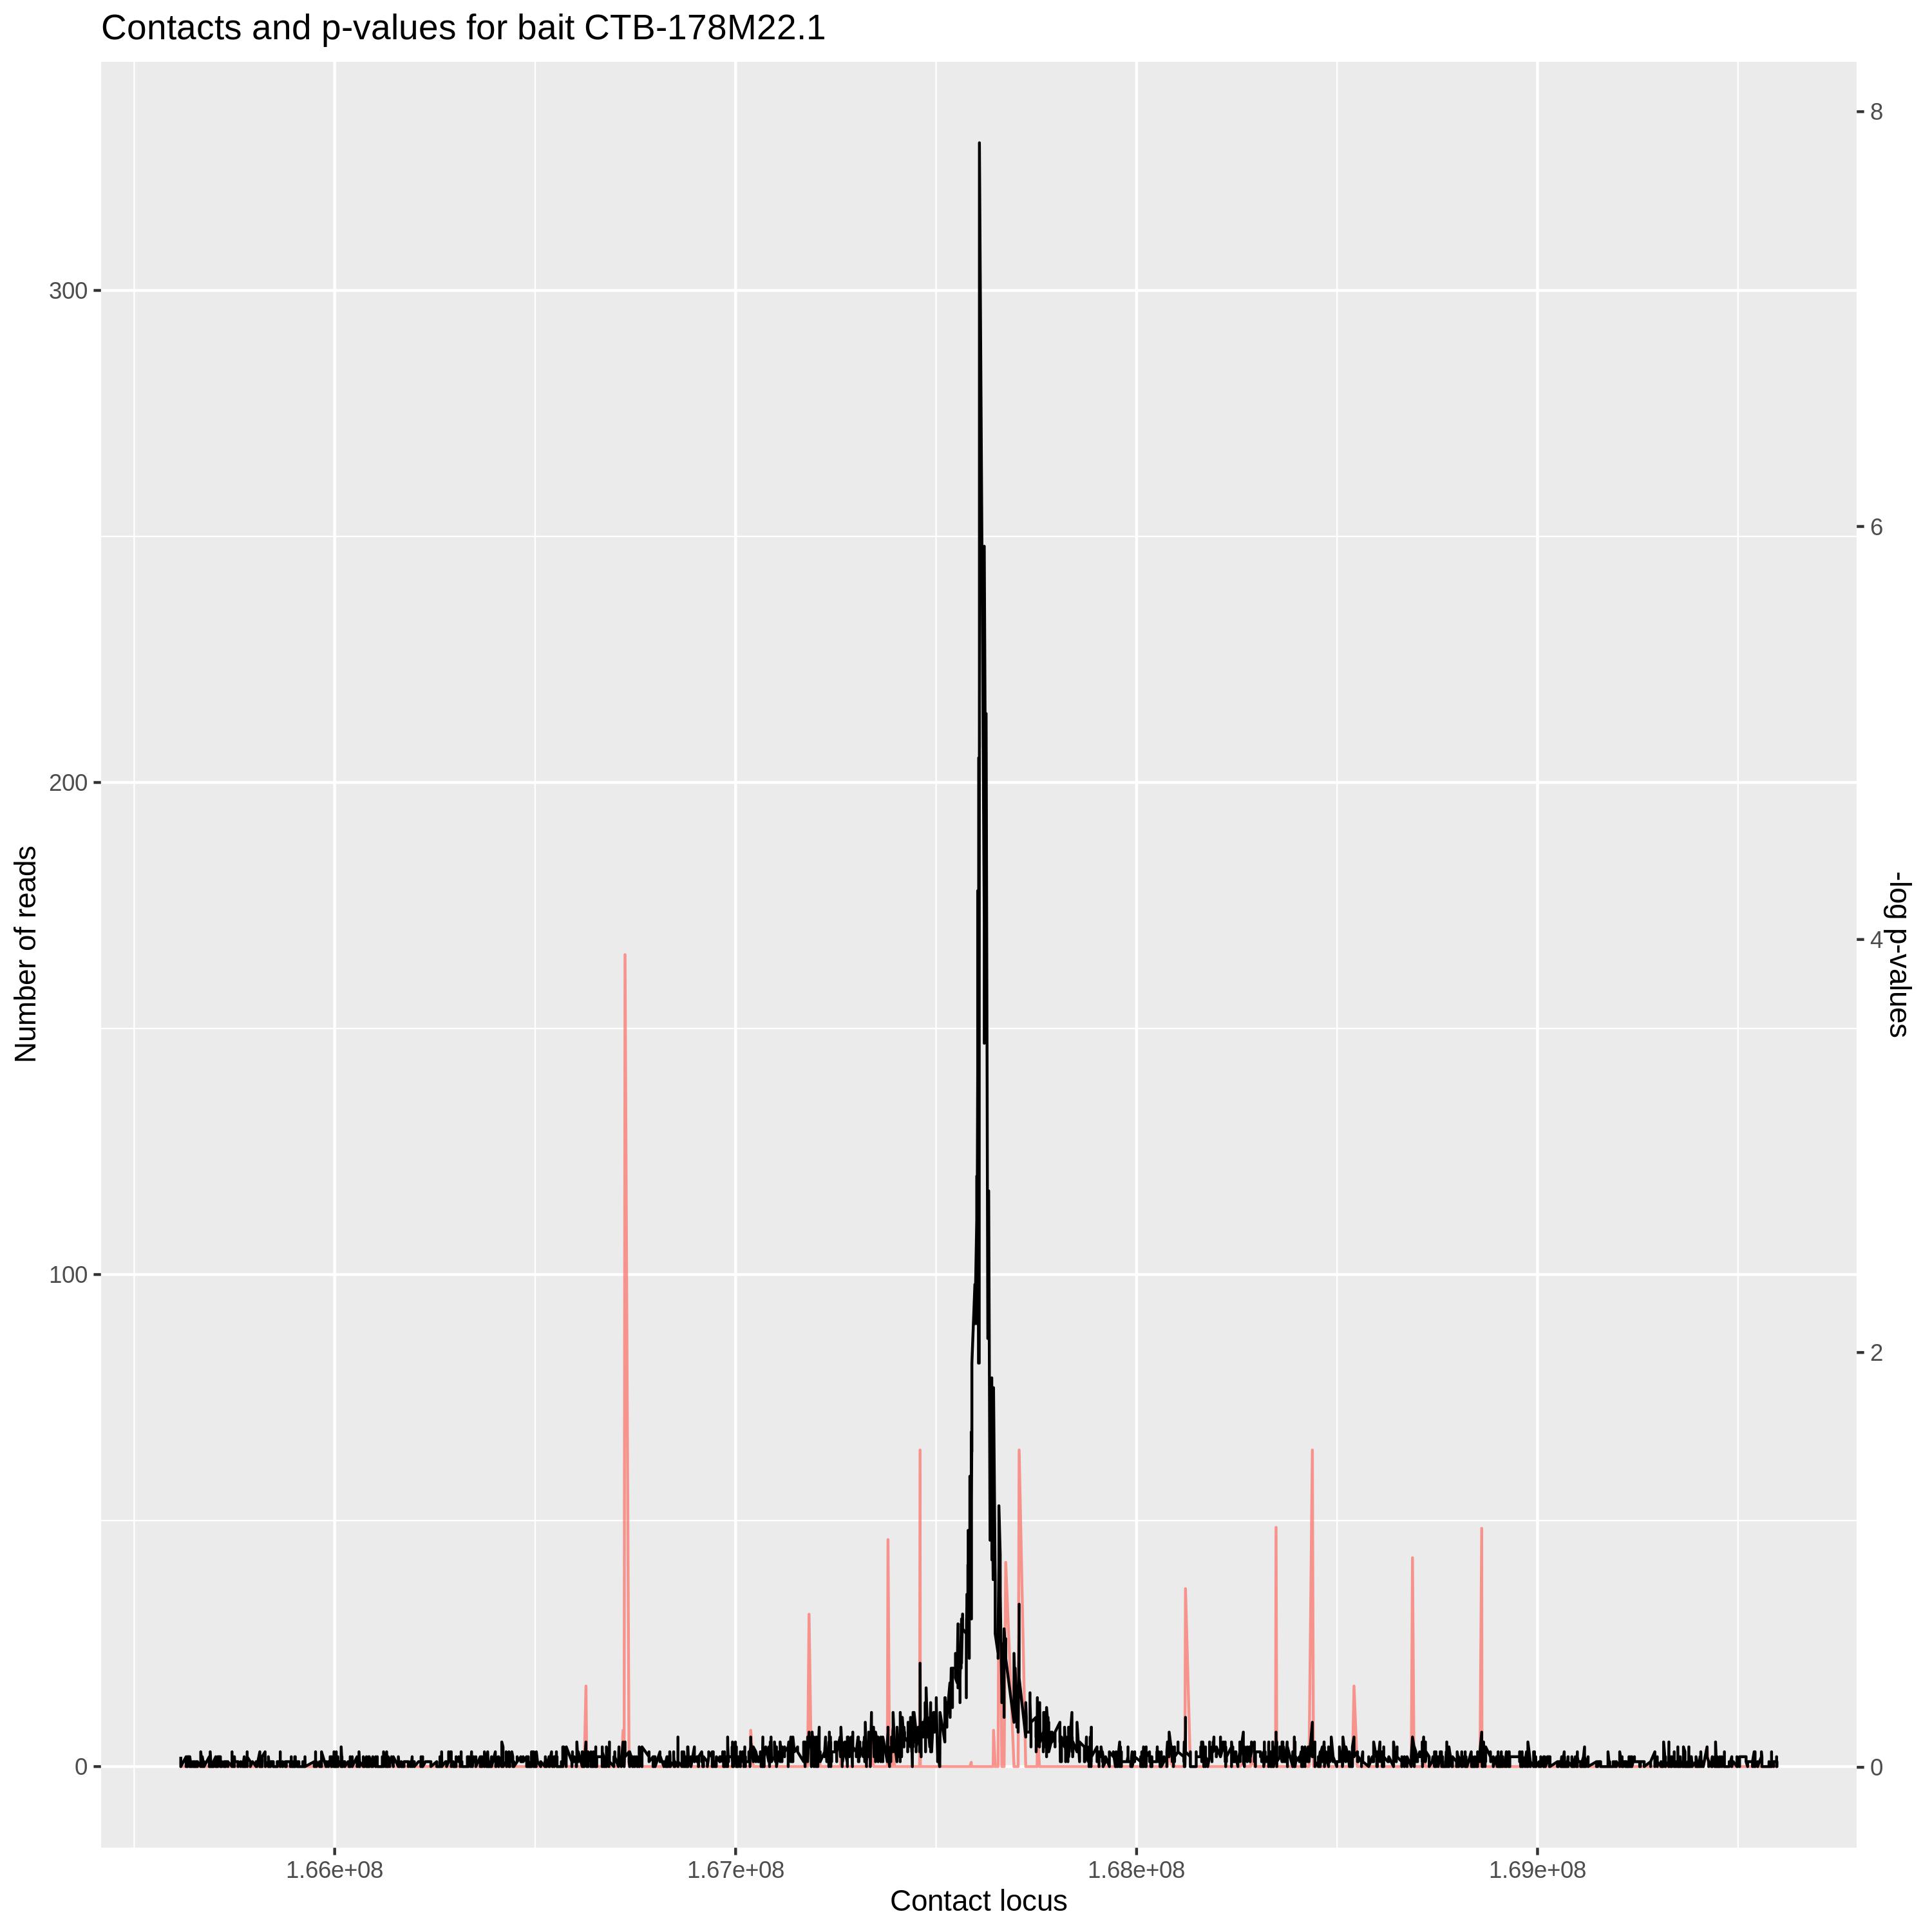 Contacts and p-values for bait CTB-178M22.1
Number of reads
300
200
100
0
8
6
4
2
0
-log p-values
1.66e+08
1.67e+08
1.68e+08
1.69e+08
Contact locus